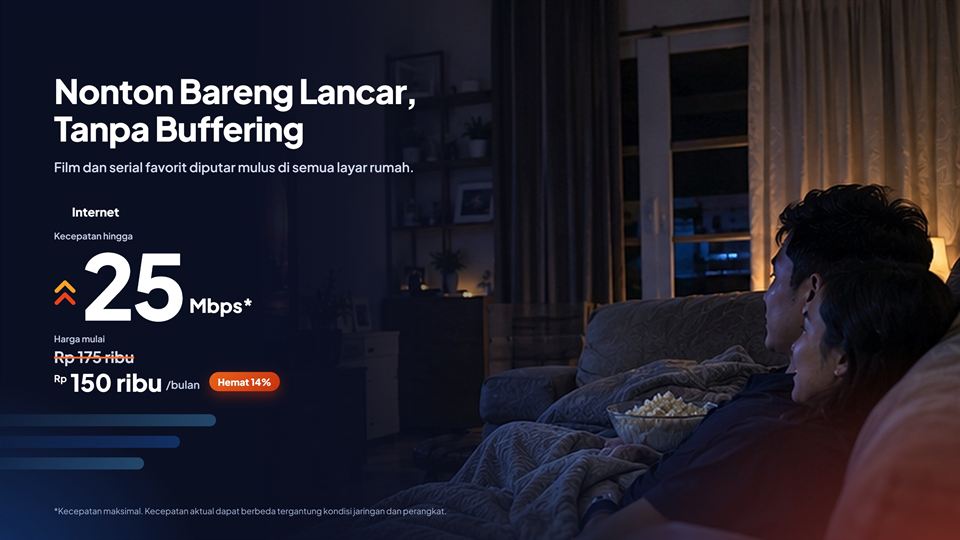 Nonton Bareng Lancar,
Tanpa Buffering
Film dan serial favorit diputar mulus di semua layar rumah.
Internet
Kecepatan hingga
25 Mbps*
Harga mulai
Rp 175 ribu
Rp 150 ribu /bulan Hemat 14%
*Kecepatan maksimal. Kecepatan aktual dapat berbeda tergantung kondisi jaringan dan perangkat.